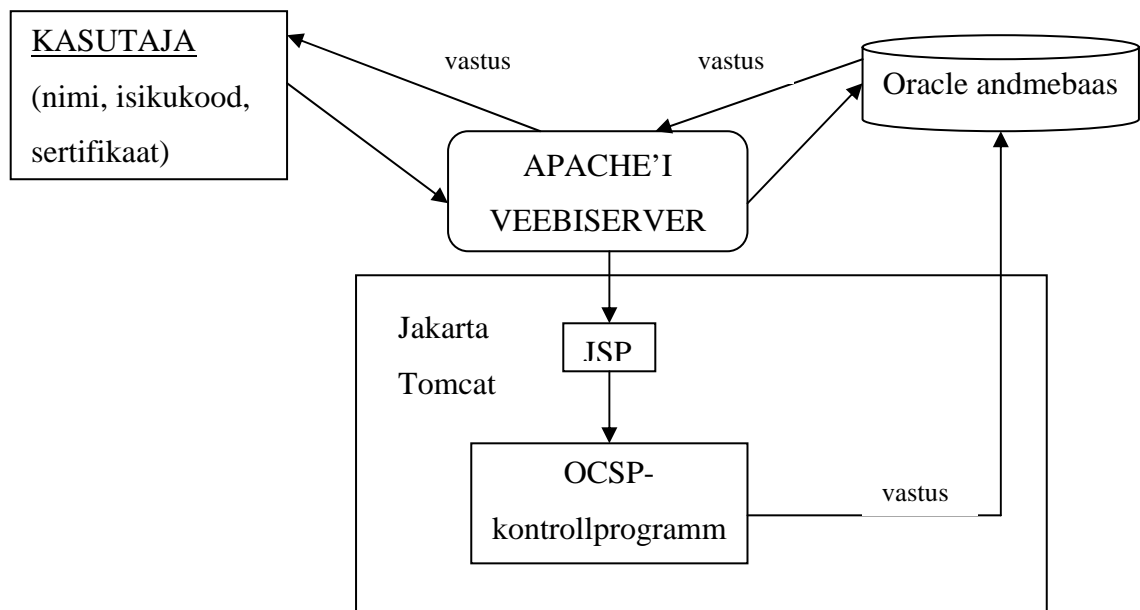 KASUTAJA
(nimi, isikukood,
sertifikaat)
vastus
vastus
Oracle andmebaas
APACHE'I
VEEBISERVER
Jakarta
Tomcat
JSP
OCSP-
kontrollprogramm
vastus